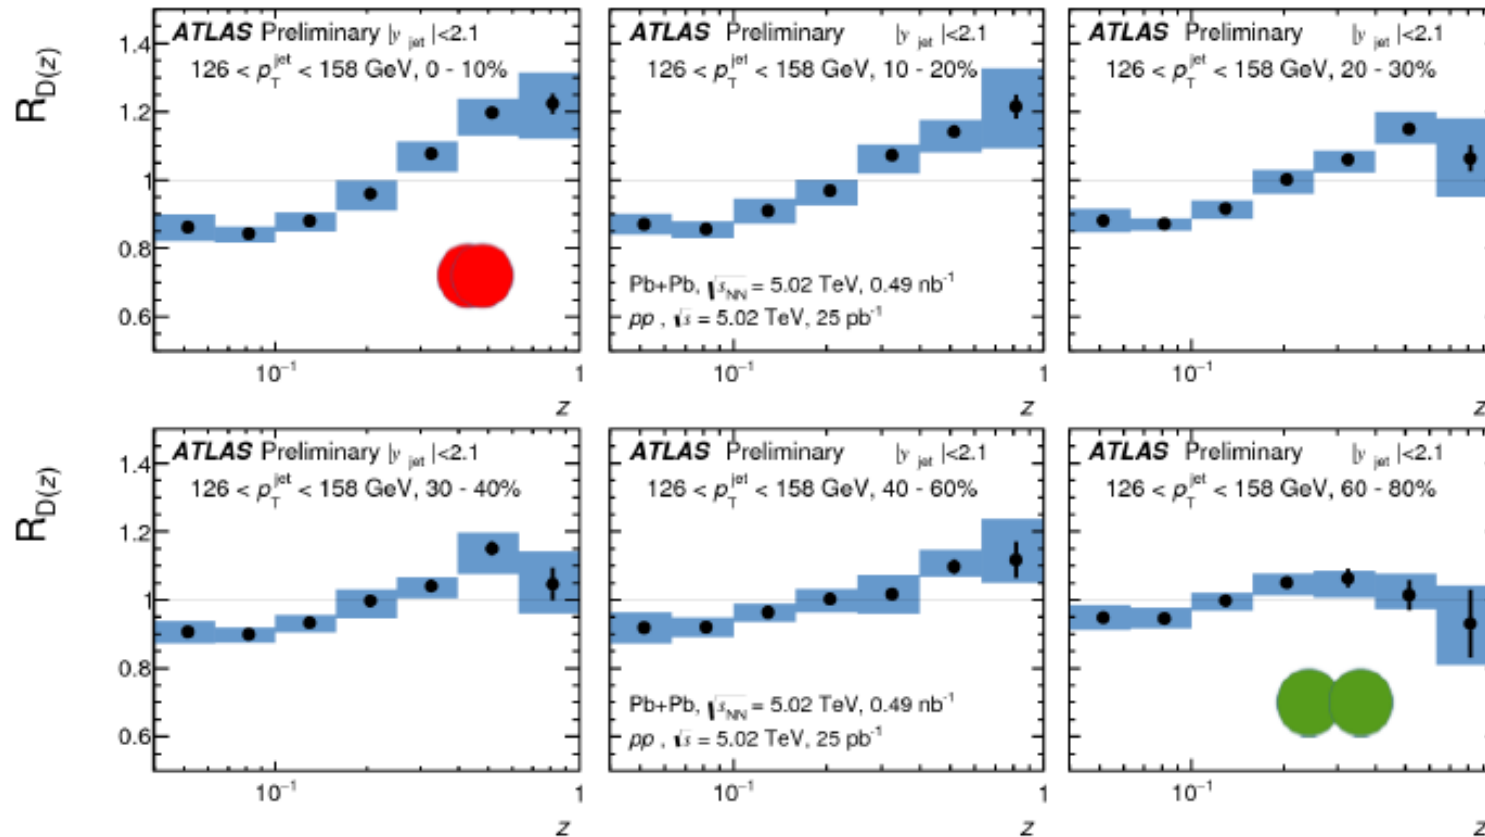 ATLAS Preliminary |y jet |<2.1
126 < p_T^jet < 158 GeV, 0 - 10%
R_D(z)
1.4
1.2
1
0.8
0.6
10⁻¹
1
z
ATLAS Preliminary |y jet |<2.1
126 < p_T^jet < 158 GeV, 10 - 20%
Pb+Pb, √s_NN = 5.02 TeV, 0.49 nb⁻¹
pp , √s = 5.02 TeV, 25 pb⁻¹
10⁻¹
1
z
ATLAS Preliminary |y jet |<2.1
126 < p_T^jet < 158 GeV, 20 - 30%
10⁻¹
z
ATLAS Preliminary |y jet |<2.1
126 < p_T^jet < 158 GeV, 30 - 40%
R_D(z)
1.4
1.2
1
0.8
0.6
10⁻¹
1
z
ATLAS Preliminary |y jet |<2.1
126 < p_T^jet < 158 GeV, 40 - 60%
Pb+Pb, √s_NN = 5.02 TeV, 0.49 nb⁻¹
pp , √s = 5.02 TeV, 25 pb⁻¹
10⁻¹
1
z
ATLAS Preliminary |y jet |<2.1
126 < p_T^jet < 158 GeV, 60 - 80%
10⁻¹
z